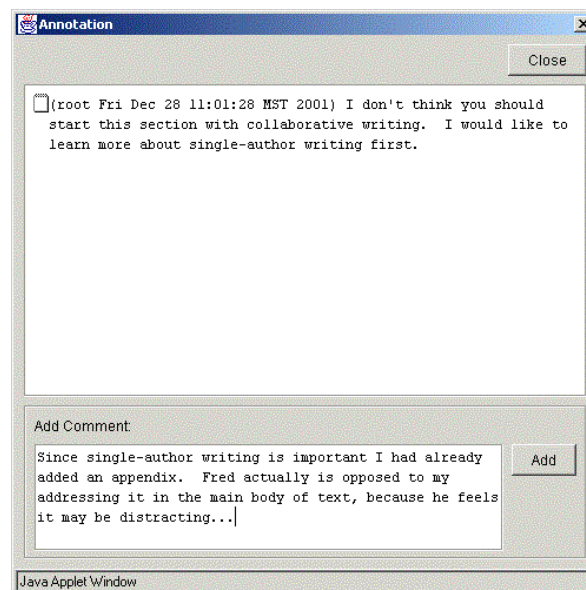 Annotation
Close
(root Fri Dec 28 11:01:28 MST 2001) I don't think you should
start this section with collaborative writing.  I would like to
learn more about single-author writing first.
Add Comment:
Since single-author writing is important I had already
added an appendix.  Fred actually is opposed to my
addressing it in the main body of text, because he feels
it may be distracting...
Add
Java Applet Window